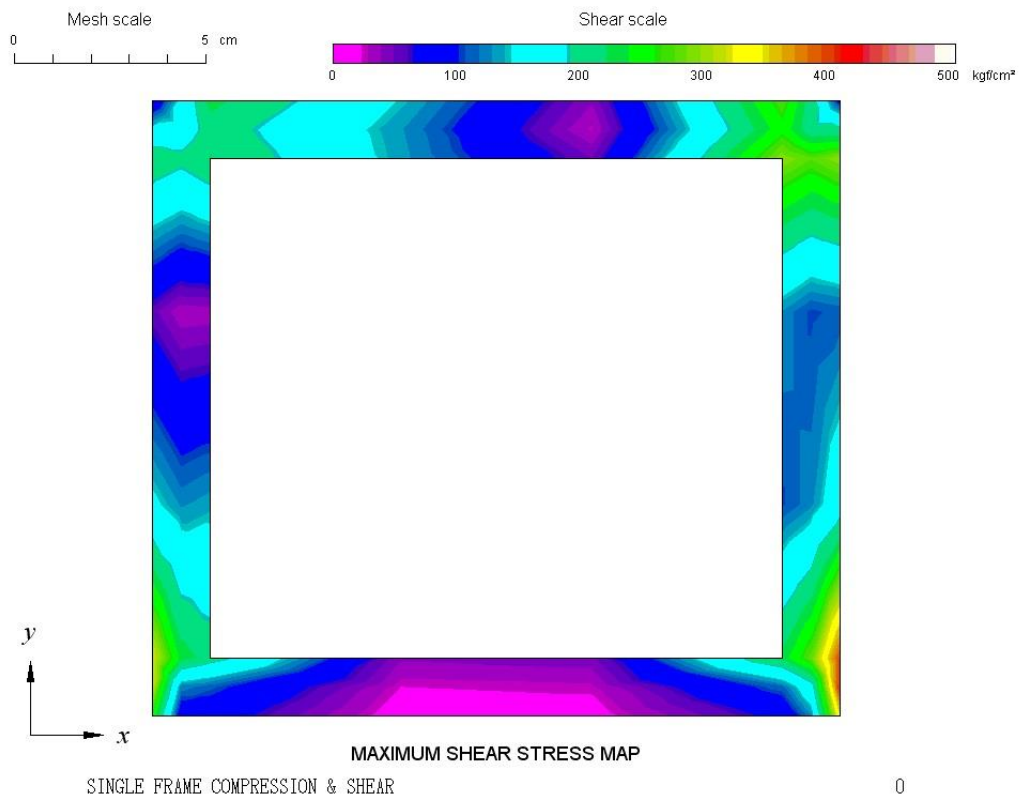 Mesh scale
Shear scale
0 5 cm
0 100 200 300 400 500 kgf/cm²
y
x
MAXIMUM SHEAR STRESS MAP
SINGLE FRAME COMPRESSION & SHEAR 0